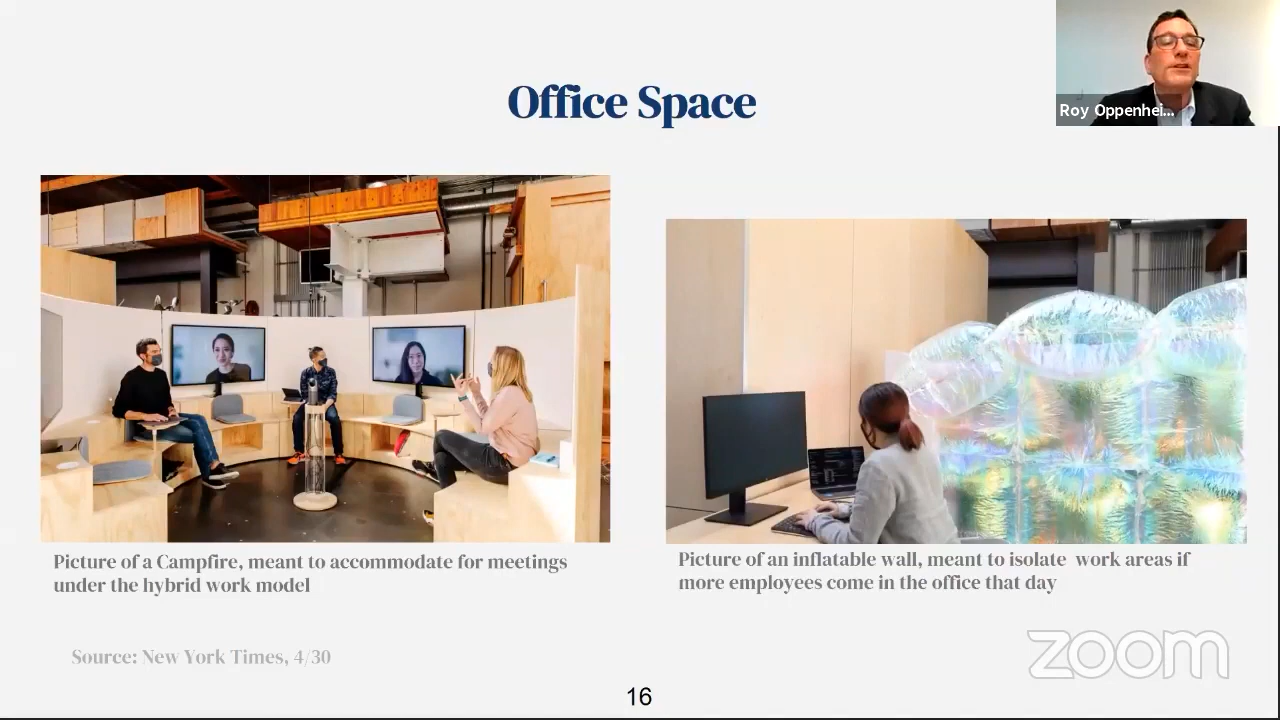 Office Space
Roy Oppenhei...
Picture of a Campfire, meant to accommodate for meetings
under the hybrid work model
Picture of an inflatable wall, meant to isolate work areas if
more employees come in the office that day
Source: New York Times, 4/30
zoom
16